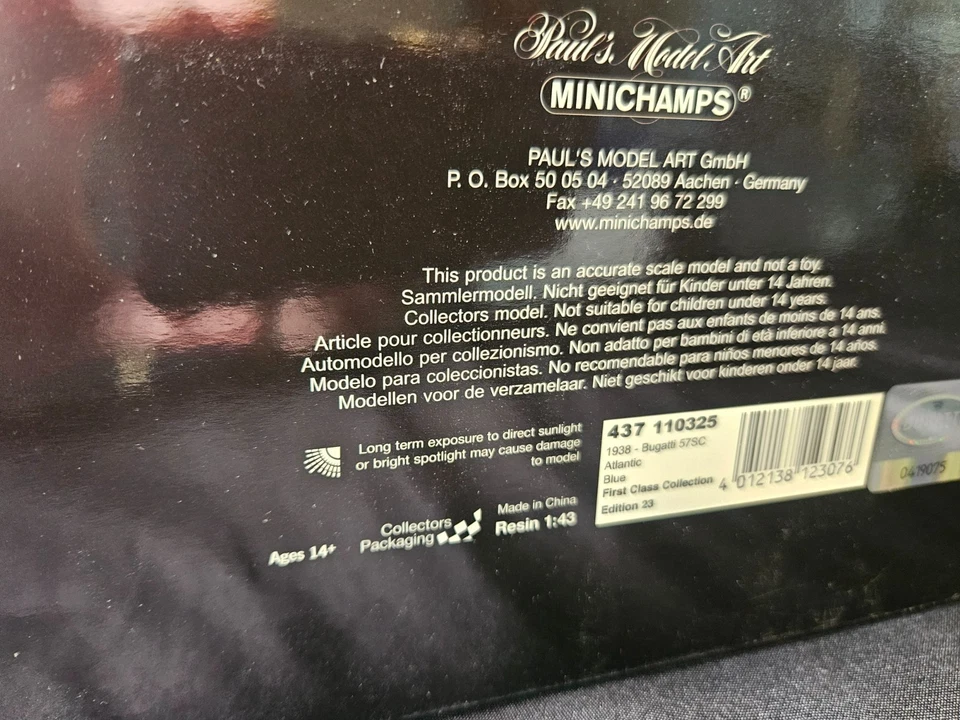 Paul's Model Art
MINICHAMPS®
PAUL'S MODEL ART GmbH
P. O. Box 50 05 04 · 52089 Aachen · Germany
Fax +49 241 96 72 299
www.minichamps.de
This product is an accurate scale model and not a toy.
Sammlermodell. Nicht geeignet für Kinder unter 14 Jahren.
Collectors model. Not suitable for children under 14 years.
Article pour collectionneurs. Ne convient pas aux enfants de moins de 14 ans.
Automodello per collezionismo. Non adatto per bambini di età inferiore a 14 anni.
Modelo para coleccionistas. No recomendable para niños menores de 14 años.
Modellen voor de verzamelaar. Niet geschikt voor kinderen onder 14 jaar.
Long term exposure to direct sunlight
or bright spotlight may cause damage
to model
Ages 14+
Collectors
Packaging
Made in China
Resin 1:43
437 110325
1938 - Bugatti 57SC
Atlantic
Blue
First Class Collection
Edition 23
4 012138 123076
0419075